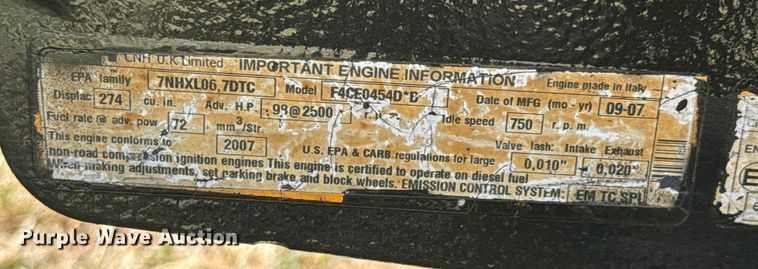 CNH U.K Limited IMPORTANT ENGINE INFORMATION Engine made in Italy
EPA family 7NHXL06,7DTC Model F4CE0454D*B Date of MFG (mo - yr) 09-07
Displac 274 cu. in. Adv. H.P. 98@2500 Idle speed 750 r. p. m.
Fuel rate @ adv. pow 72 mm3/Str.
Valve lash: Intake Exhaust
This engine conforms to 2007 U.S. EPA & CARB regulations for large 0,010" 0,020"
non-road compression ignition engines This engine is certified to operate on diesel fuel
When making adjustments, set parking brake and block wheels. EMISSION CONTROL SYSTEM: EM TC SPL
Purple Wave Auction